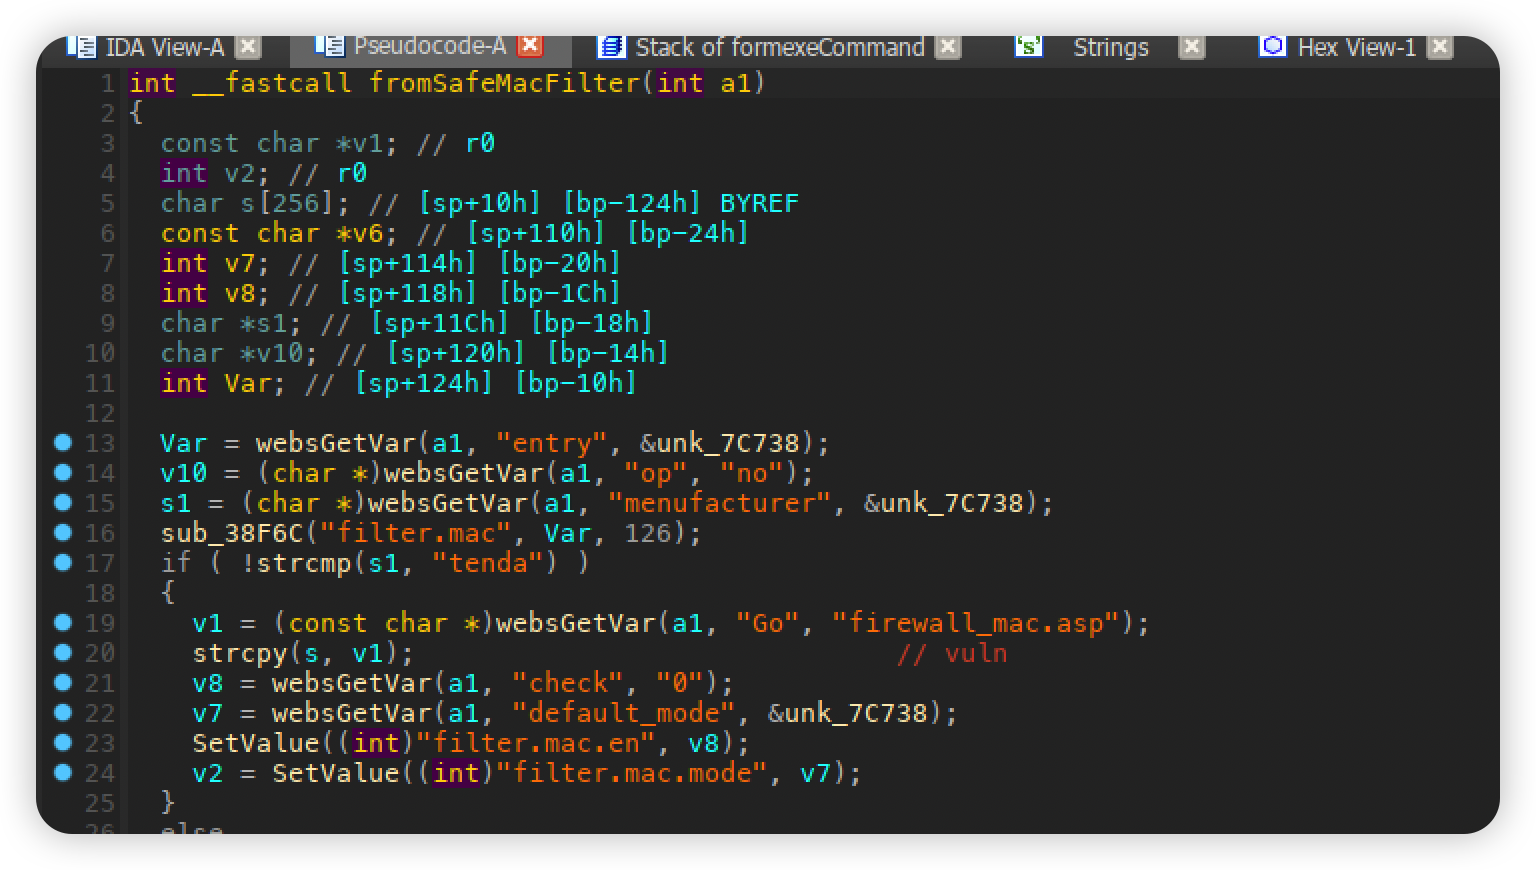 IDA View-A Pseudocode-A Stack of formexeCommand Strings Hex View-1
1 int __fastcall fromSafeMacFilter(int a1)
2 {
3 const char *v1; // r0
4 int v2; // r0
5 char s[256]; // [sp+10h] [bp-124h] BYREF
6 const char *v6; // [sp+110h] [bp-24h]
7 int v7; // [sp+114h] [bp-20h]
8 int v8; // [sp+118h] [bp-1Ch]
9 char *s1; // [sp+11Ch] [bp-18h]
10 char *v10; // [sp+120h] [bp-14h]
11 int Var; // [sp+124h] [bp-10h]
12
13 Var = websGetVar(a1, "entry", &unk_7C738);
14 v10 = (char *)websGetVar(a1, "op", "no");
15 s1 = (char *)websGetVar(a1, "menufacturer", &unk_7C738);
16 sub_38F6C("filter.mac", Var, 126);
17 if ( !strcmp(s1, "tenda") )
18 {
19 v1 = (const char *)websGetVar(a1, "Go", "firewall_mac.asp");
20 strcpy(s, v1); // vuln
21 v8 = websGetVar(a1, "check", "0");
22 v7 = websGetVar(a1, "default_mode", &unk_7C738);
23 SetValue((int)"filter.mac.en", v8);
24 v2 = SetValue((int)"filter.mac.mode", v7);
25 }
26 else